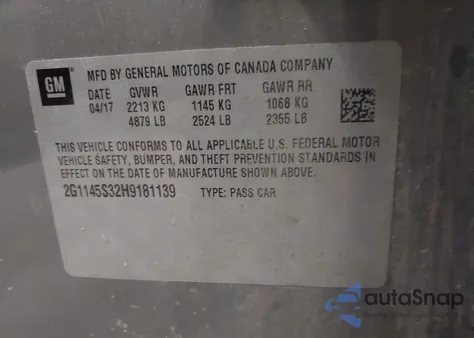 GM
MFD BY GENERAL MOTORS OF CANADA COMPANY
DATE GVWR GAWR FRT GAWR RR
04/17 2213 KG 1145 KG 1068 KG
4879 LB 2524 LB 2355 LB
THIS VEHICLE CONFORMS TO ALL APPLICABLE U.S. FEDERAL MOTOR
VEHICLE SAFETY, BUMPER, AND THEFT PREVENTION STANDARDS IN
EFFECT ON THE DATE OF MANUFACTURE SHOWN ABOVE.
2G1145S32H9181139 TYPE: PASS CAR
autoSnap